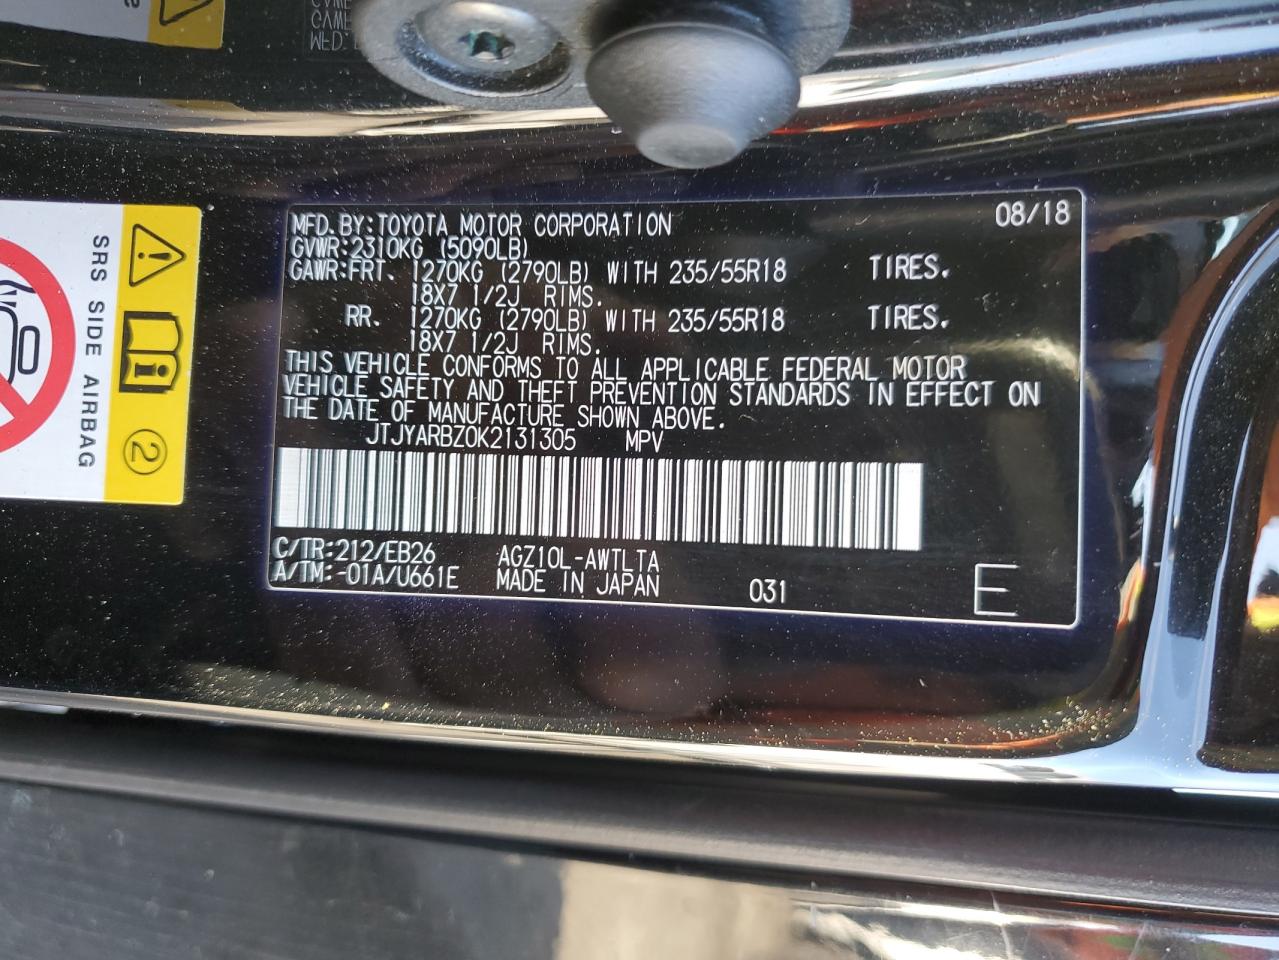 MFD.BY:TOYOTA MOTOR CORPORATION 08/18
GVWR:2310KG (5090LB)
GAWR:FRT. 1270KG (2790LB) WITH 235/55R18 TIRES.
18X7 1/2J RIMS.
RR. 1270KG (2790LB) WITH 235/55R18 TIRES.
18X7 1/2J RIMS.
THIS VEHICLE CONFORMS TO ALL APPLICABLE FEDERAL MOTOR
VEHICLE SAFETY AND THEFT PREVENTION STANDARDS IN EFFECT ON
THE DATE OF MANUFACTURE SHOWN ABOVE.
JTJYARBZ0K2131305 MPV
C/TR:212/EB26 AGZ10L-AWTLTA
A/TM:-01A/U661E MADE IN JAPAN 031 E
SRS SIDE AIRBAG
2